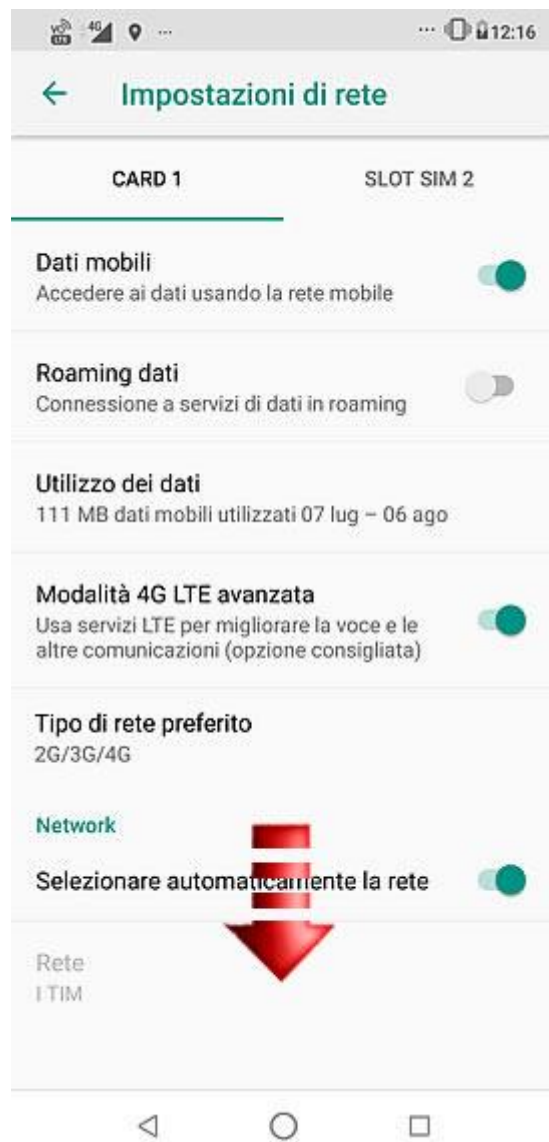 VoD LTE 4G ... ... 12:16
Impostazioni di rete
CARD 1 SLOT SIM 2
Dati mobili
Accedere ai dati usando la rete mobile
Roaming dati
Connessione a servizi di dati in roaming
Utilizzo dei dati
111 MB dati mobili utilizzati 07 lug – 06 ago
Modalità 4G LTE avanzata
Usa servizi LTE per migliorare la voce e le
altre comunicazioni (opzione consigliata)
Tipo di rete preferito
2G/3G/4G
Network
Selezionare automaticamente la rete
Rete
I TIM